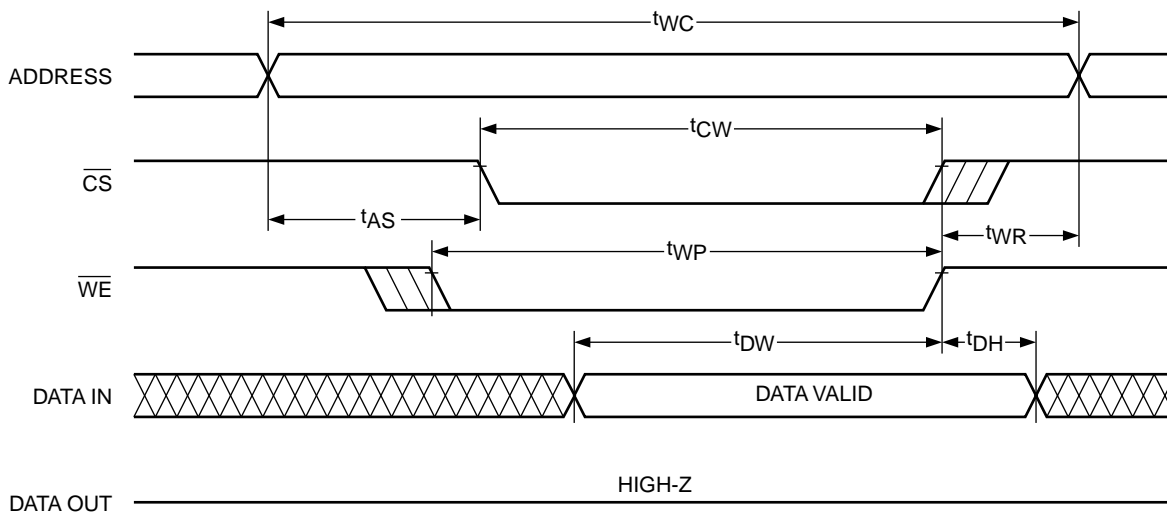 tWC
ADDRESS
tCW
CS
tAS
tWR
tWP
WE
tDW
tDH
DATA IN
DATA VALID
HIGH-Z
DATA OUT